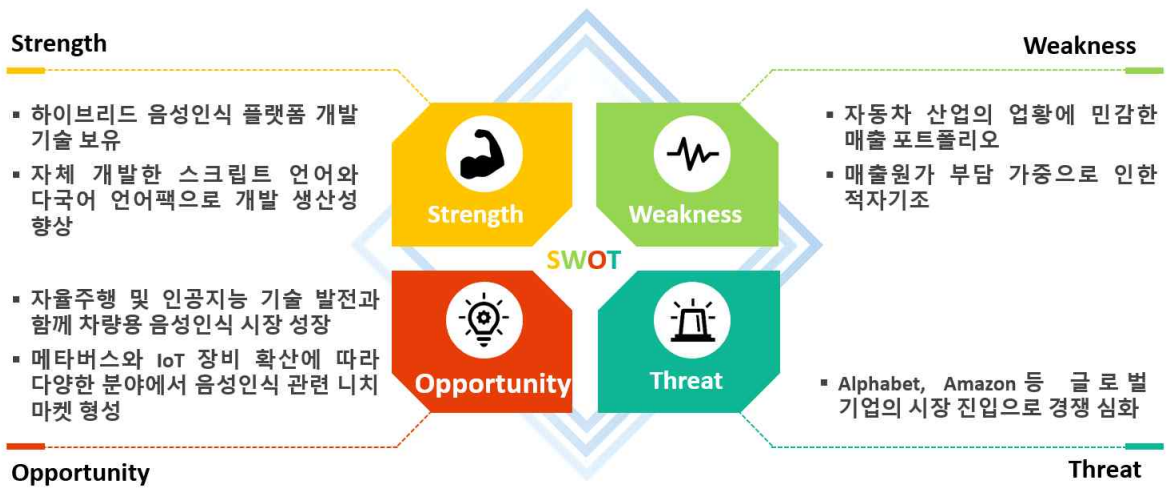 Strength
Weakness
▪ 하이브리드 음성인식 플랫폼 개발
기술 보유
▪ 자체 개발한 스크립트 언어와
다국어 언어팩으로 개발 생산성
향상
▪ 자동차 산업의 업황에 민감한
매출 포트폴리오
▪ 매출원가 부담 가중으로 인한
적자기조
Strength
Weakness
SWOT
▪ 자율주행 및 인공지능 기술 발전과
함께 차량용 음성인식 시장 성장
▪ 메타버스와 IoT 장비 확산에 따라
다양한 분야에서 음성인식 관련 니치
마켓 형성
Opportunity
Threat
▪ Alphabet, Amazon 등 글로벌
기업의 시장 진입으로 경쟁 심화
Opportunity
Threat